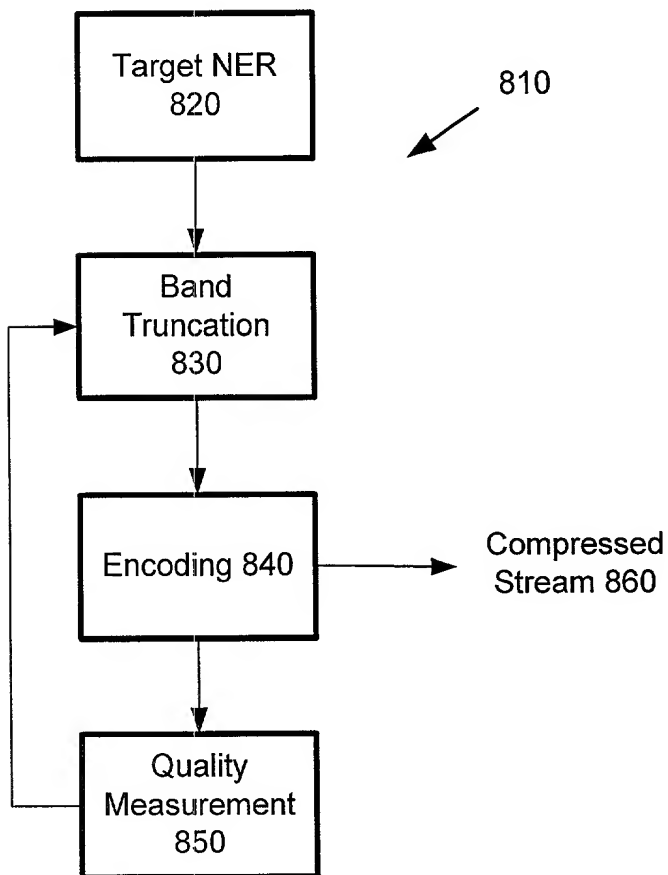 Target NER
820
810
Band
Truncation
830
Encoding 840
Compressed
Stream 860
Quality
Measurement
850